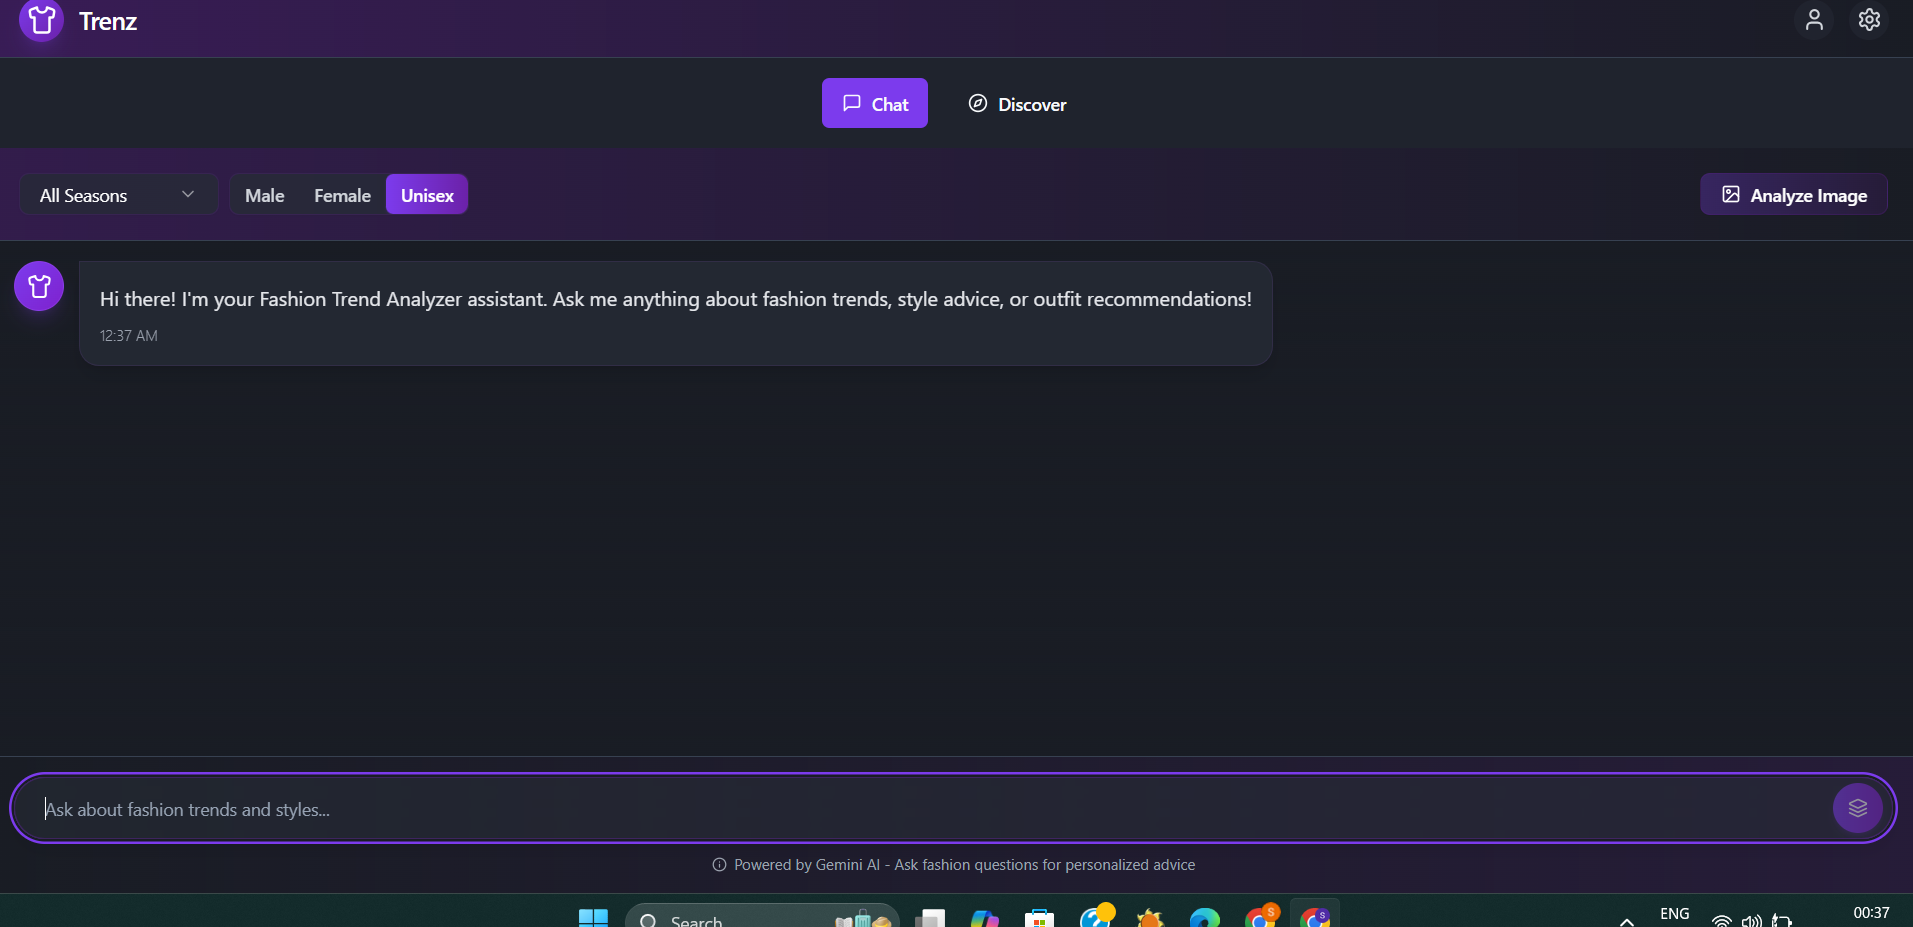 Trenz
Chat
Discover
All Seasons
Male
Female
Unisex
Analyze Image
Hi there! I'm your Fashion Trend Analyzer assistant. Ask me anything about fashion trends, style advice, or outfit recommendations!
12:37 AM
Ask about fashion trends and styles...
Powered by Gemini AI - Ask fashion questions for personalized advice
Search
S
S
ENG
00:37